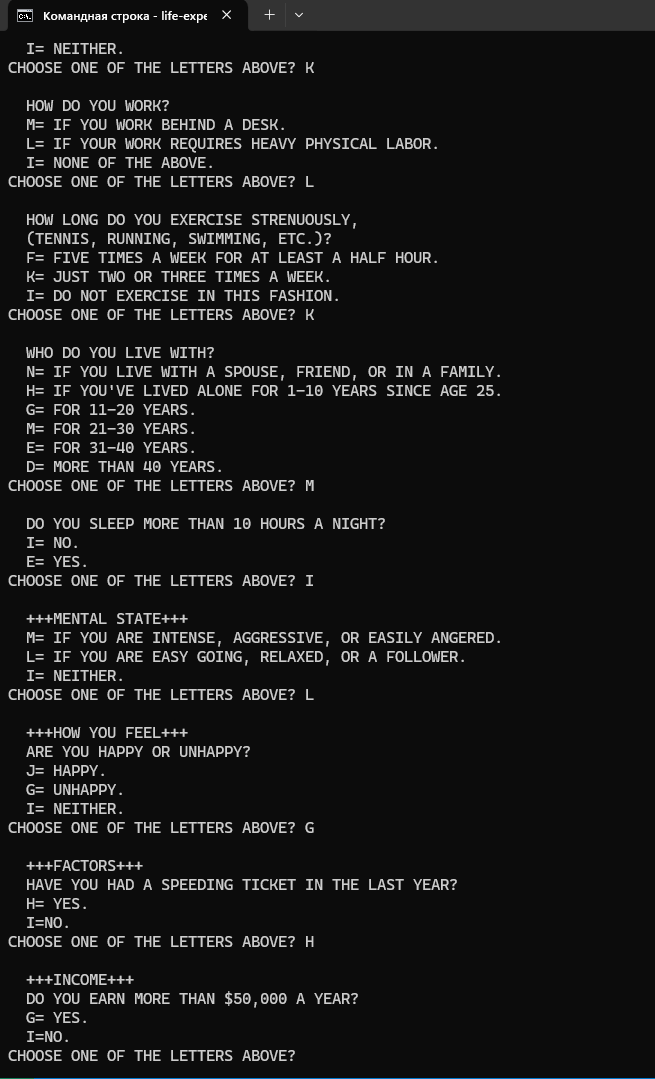 Командная строка - life-expe
I= NEITHER.
CHOOSE ONE OF THE LETTERS ABOVE? K
HOW DO YOU WORK?
M= IF YOU WORK BEHIND A DESK.
L= IF YOUR WORK REQUIRES HEAVY PHYSICAL LABOR.
I= NONE OF THE ABOVE.
CHOOSE ONE OF THE LETTERS ABOVE? L
HOW LONG DO YOU EXERCISE STRENUOUSLY,
(TENNIS, RUNNING, SWIMMING, ETC.)?
F= FIVE TIMES A WEEK FOR AT LEAST A HALF HOUR.
K= JUST TWO OR THREE TIMES A WEEK.
I= DO NOT EXERCISE IN THIS FASHION.
CHOOSE ONE OF THE LETTERS ABOVE? K
WHO DO YOU LIVE WITH?
N= IF YOU LIVE WITH A SPOUSE, FRIEND, OR IN A FAMILY.
H= IF YOU'VE LIVED ALONE FOR 1-10 YEARS SINCE AGE 25.
G= FOR 11-20 YEARS.
M= FOR 21-30 YEARS.
E= FOR 31-40 YEARS.
D= MORE THAN 40 YEARS.
CHOOSE ONE OF THE LETTERS ABOVE? M
DO YOU SLEEP MORE THAN 10 HOURS A NIGHT?
I= NO.
E= YES.
CHOOSE ONE OF THE LETTERS ABOVE? I
+++MENTAL STATE+++
M= IF YOU ARE INTENSE, AGGRESSIVE, OR EASILY ANGERED.
L= IF YOU ARE EASY GOING, RELAXED, OR A FOLLOWER.
I= NEITHER.
CHOOSE ONE OF THE LETTERS ABOVE? L
+++HOW YOU FEEL+++
ARE YOU HAPPY OR UNHAPPY?
J= HAPPY.
G= UNHAPPY.
I= NEITHER.
CHOOSE ONE OF THE LETTERS ABOVE? G
+++FACTORS+++
HAVE YOU HAD A SPEEDING TICKET IN THE LAST YEAR?
H= YES.
I=NO.
CHOOSE ONE OF THE LETTERS ABOVE? H
+++INCOME+++
DO YOU EARN MORE THAN $50,000 A YEAR?
G= YES.
I=NO.
CHOOSE ONE OF THE LETTERS ABOVE?